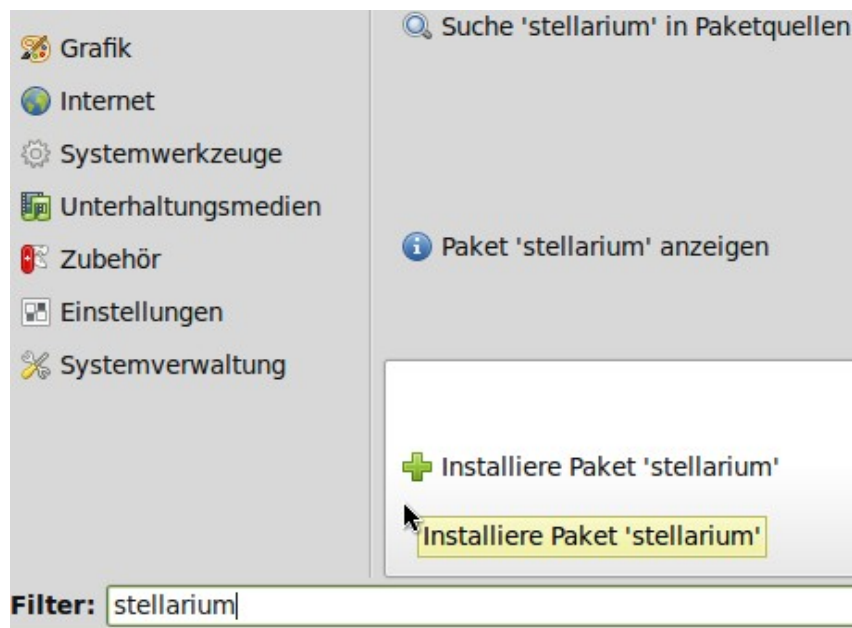 Grafik
Internet
Systemwerkzeuge
Unterhaltungsmedien
Zubehör
Einstellungen
Systemverwaltung
Suche 'stellarium' in Paketquellen
Paket 'stellarium' anzeigen
Installiere Paket 'stellarium'
Installiere Paket 'stellarium'
Filter: stellarium